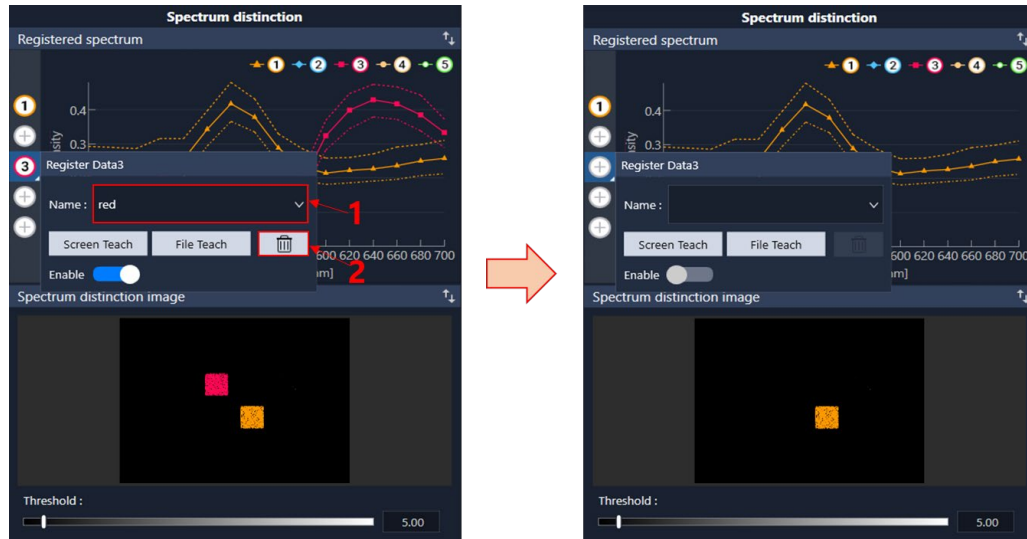 Spectrum distinction
Registered spectrum
1 2 3 4 5
1
0.4
0.3
3
Register Data3
Name : red
1
Screen Teach File Teach
2
600 620 640 660 680 700
Enable
Spectrum distinction image
Threshold :
5.00
Spectrum distinction
Registered spectrum
1 2 3 4 5
1
0.4
0.3
Register Data3
Name :
Screen Teach File Teach
600 620 640 660 680 700
Enable
Spectrum distinction image
Threshold :
5.00